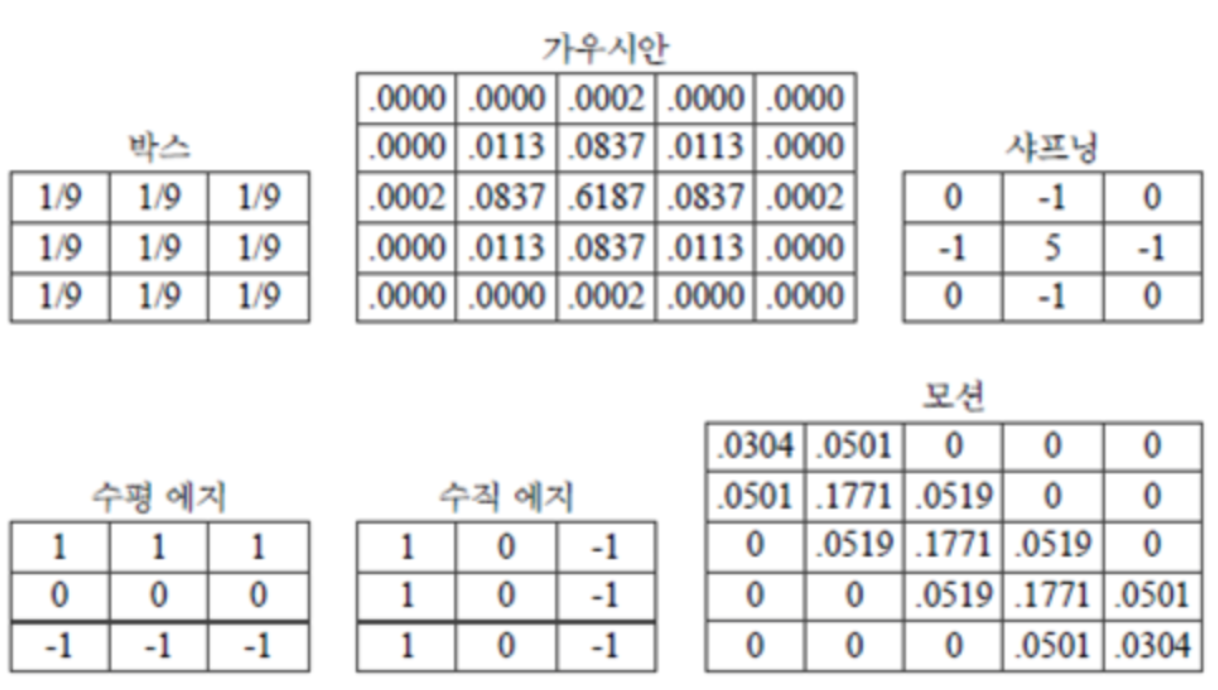 가우시안
.0000 .0000 .0002 .0000 .0000
.0000 .0113 .0837 .0113 .0000
.0002 .0837 .6187 .0837 .0002
.0000 .0113 .0837 .0113 .0000
.0000 .0000 .0002 .0000 .0000
박스
1/9 1/9 1/9
1/9 1/9 1/9
1/9 1/9 1/9
샤프닝
0 -1 0
-1 5 -1
0 -1 0
수평 에지
1 1 1
0 0 0
-1 -1 -1
수직 에지
1 0 -1
1 0 -1
1 0 -1
모션
.0304 .0501 0 0 0
.0501 .1771 .0519 0 0
0 .0519 .1771 .0519 0
0 0 .0519 .1771 .0501
0 0 0 .0501 .0304